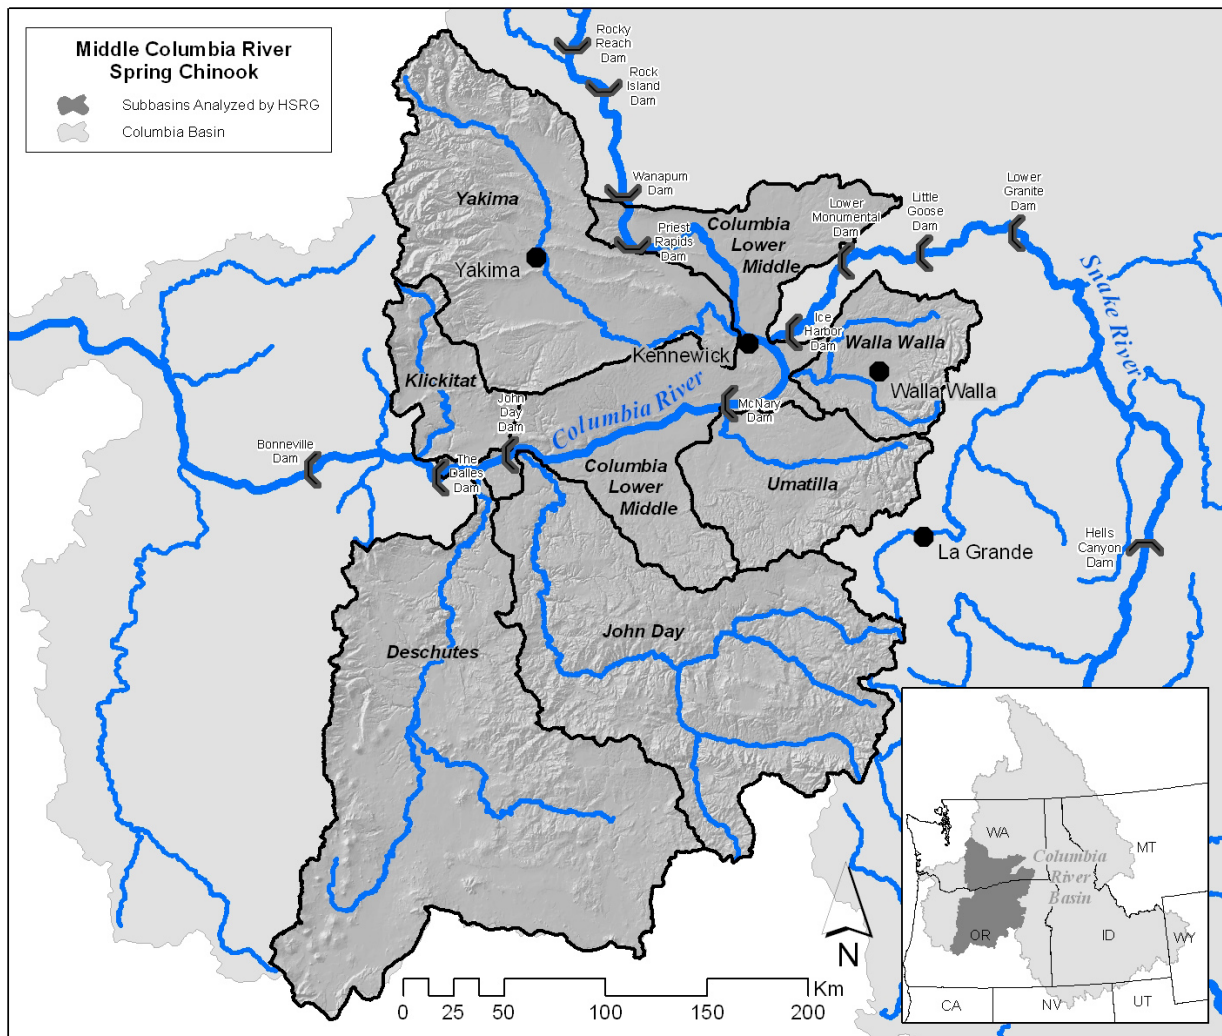 Middle Columbia River
Spring Chinook
Subbasins Analyzed by HSRG
Columbia Basin
Rocky
Reach
Dam
Rock
Island
Dam
Wanapum
Dam
Priest
Rapids
Dam
Yakima
Yakima
Columbia
Lower
Middle
Lower
Monumental
Dam
Little
Goose
Dam
Lower
Granite
Dam
Snake River
Ice
Harbor
Dam
Walla Walla
Walla Walla
Kennewick
Klickitat
John
Day
Dam
Columbia River
McNary
Dam
Bonneville
Dam
The
Dalles
Dam
Columbia
Lower
Middle
Umatilla
La Grande
Hells
Canyon
Dam
John Day
Deschutes
N
Km
0 25 50 100 150 200
WA
MT
Columbia
River
Basin
OR
ID
WY
CA
NV
UT